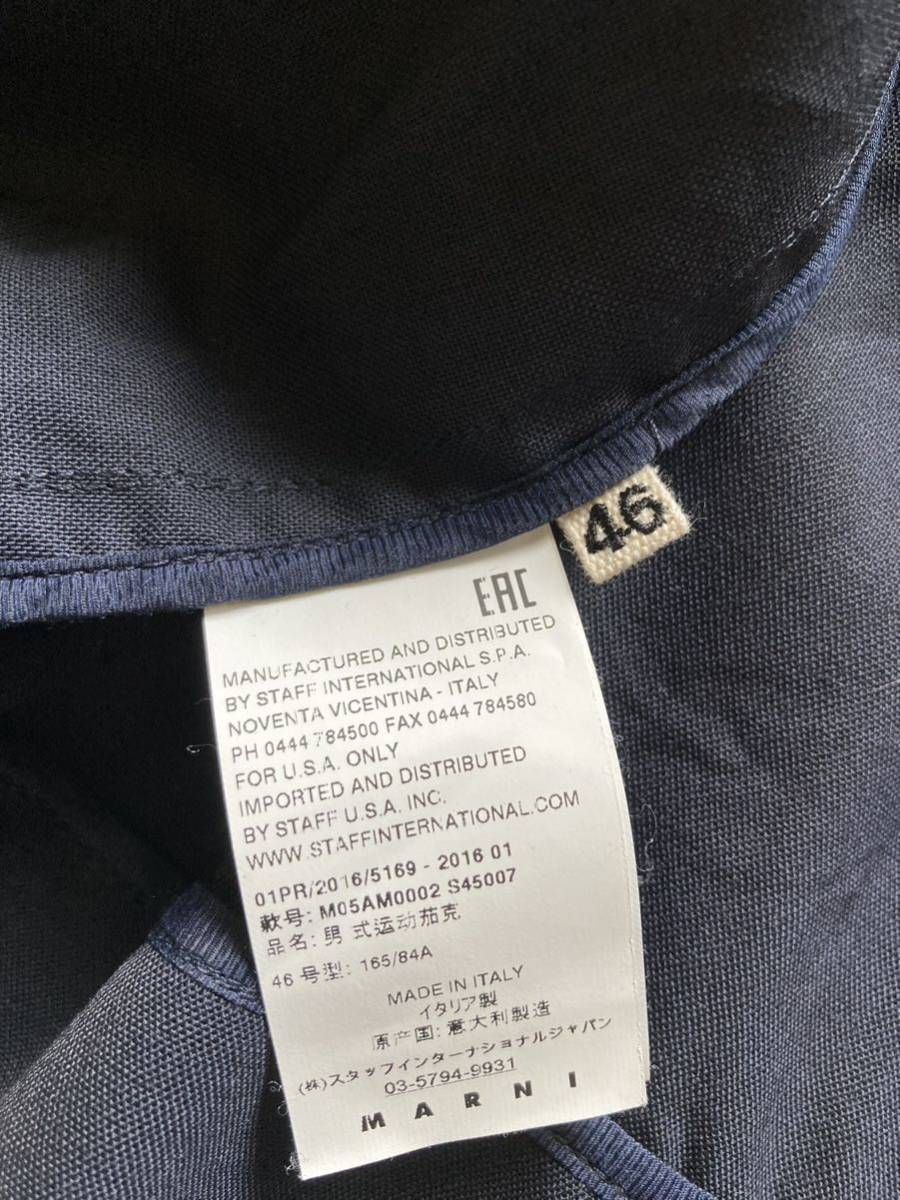 46
EAC
MANUFACTURED AND DISTRIBUTED
BY STAFF INTERNATIONAL S.P.A.
NOVENTA VICENTINA - ITALY
PH 0444 784500 FAX 0444 784580
FOR U.S.A. ONLY
IMPORTED AND DISTRIBUTED
BY STAFF U.S.A. INC.
WWW.STAFFINTERNATIONAL.COM
01PR/2016/5169 - 2016 01
款号: M05AM0002 S45007
品名: 男 式运动茄克
46 号型: 165/84A
MADE IN ITALY
イタリア製
原产国: 意大利製造
(株)スタッフインターナショナルジャパン
03-5794-9931
MARNI